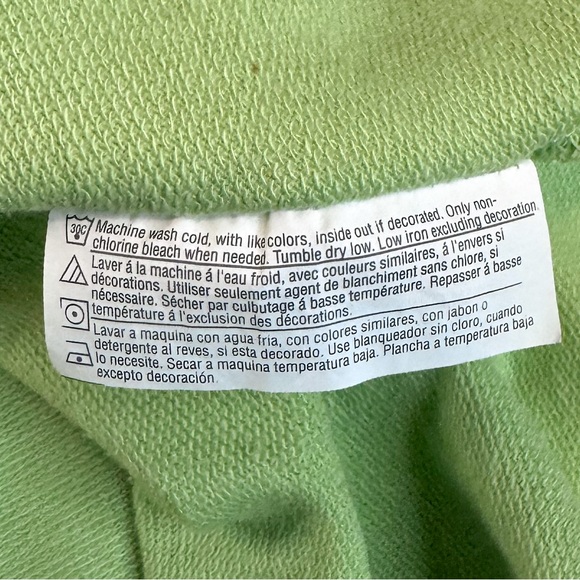 30C
Machine wash cold, with like colors, inside out if decorated. Only non-
chlorine bleach when needed. Tumble dry low. Low iron excluding decoration.
Laver á la machine á l'eau froid, avec couleurs similaires, á l'envers si
décorations. Utiliser seulement agent de blanchiment sans chlore, si
nécessaire. Sécher par culbutage á basse température. Repasser á basse
température á l'exclusion des décorations.
Lavar a maquina con agua fria, con colores similares, con jabon o
detergente al reves, si esta decorado. Use blanqueador sin cloro, cuando
lo necesite. Secar a maquina temperatura baja. Plancha a temperatura baja
excepto decoración.